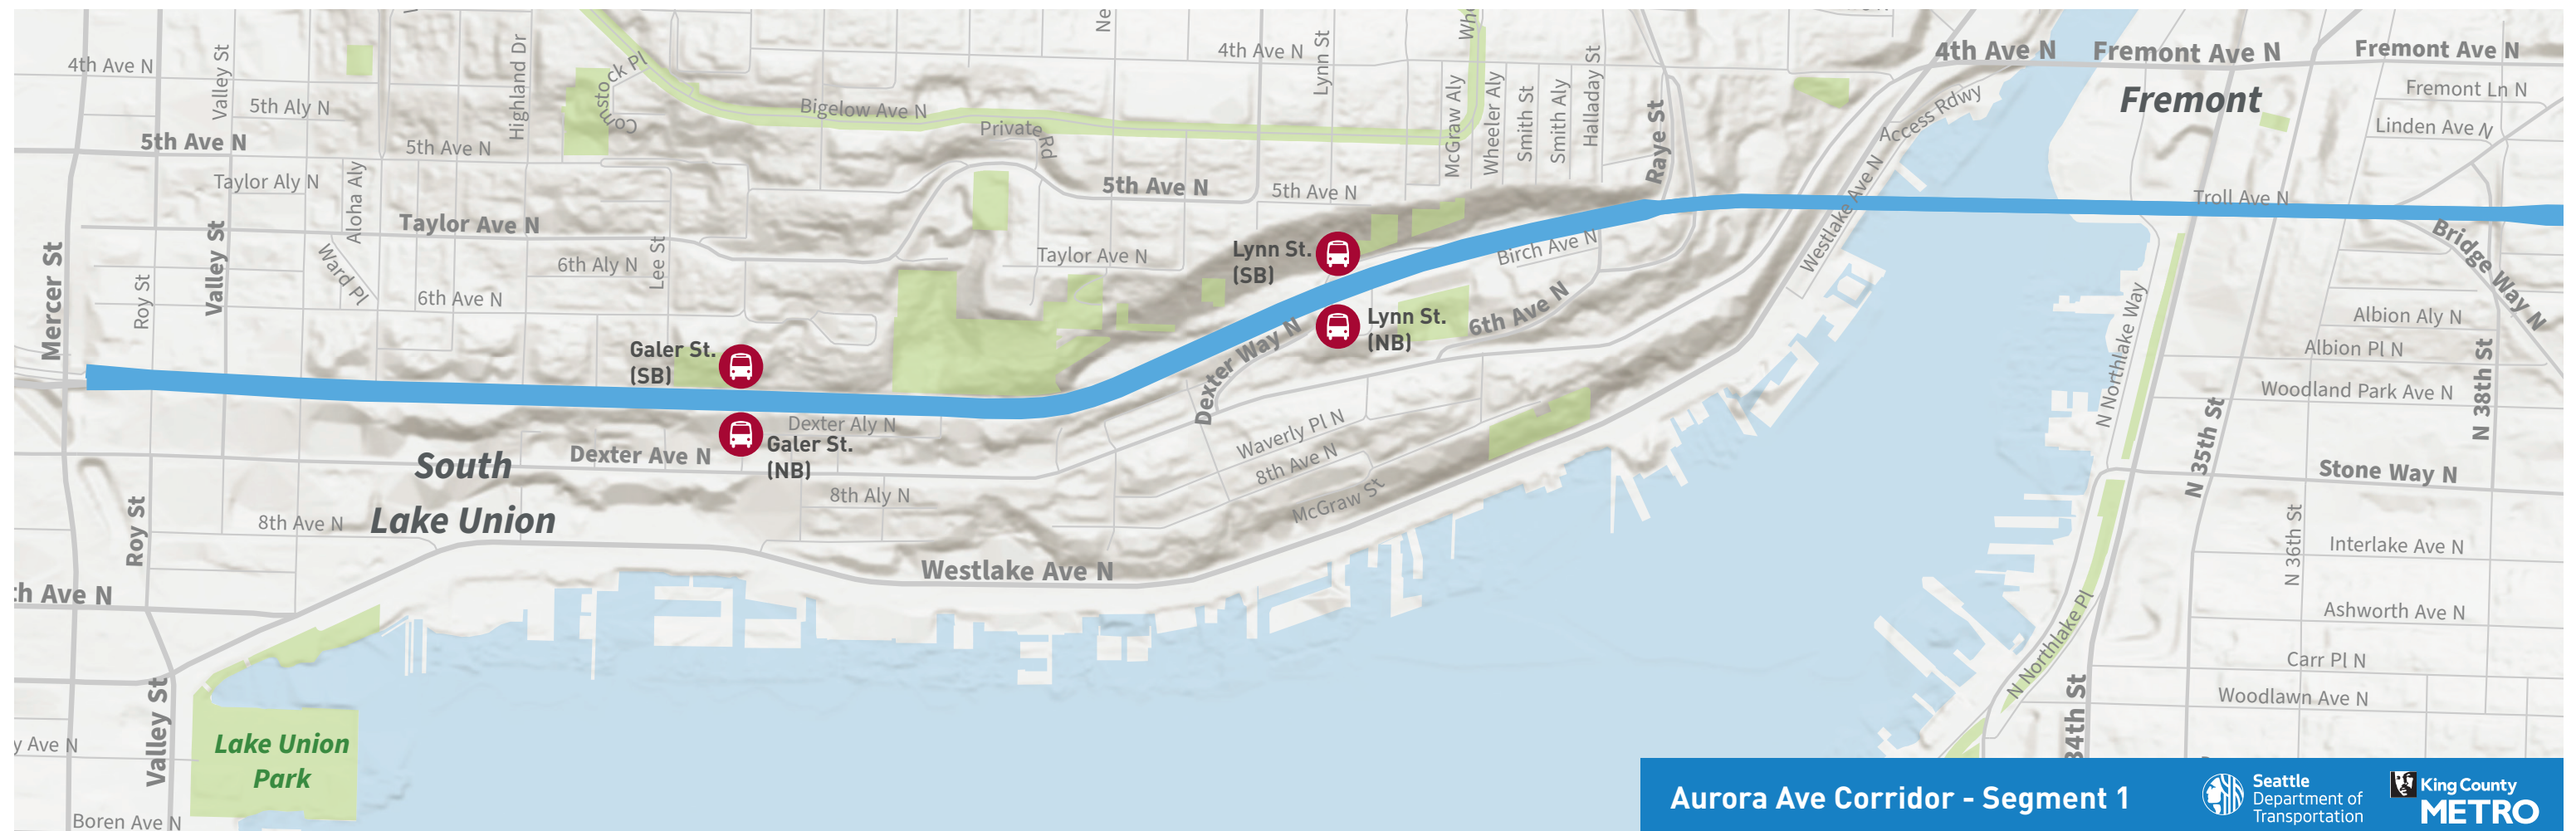 4th Ave N
Valley St
5th Aly N
Highland Dr
Comstock Pl
Bigelow Ave N
Private Rd
4th Ave N
Lynn St
McGraw Aly
Wheeler Aly
Smith St
Smith Aly
Halladay St
Raye St
4th Ave N
Fremont Ave N
Fremont Ave N
Fremont
Fremont Ln N
Linden Ave N
Access Rdwy
5th Ave N
5th Ave N
Taylor Aly N
Aloha Aly
5th Ave N
5th Ave N
Westlake Ave N
Troll Ave N
Bridge Way N
Taylor Ave N
Valley St
Mercer St
Roy St
Ward Pl
6th Aly N
Lee St
6th Ave N
Taylor Ave N
Lynn St.
(SB)
Birch Ave N
Lynn St.
(NB)
6th Ave N
Dexter Way N
N Northlake Way
Albion Aly N
Albion Pl N
Woodland Park Ave N
N 38th St
N 35th St
Stone Way N
Galer St.
(SB)
Dexter Aly N
Galer St.
(NB)
Dexter Ave N
South
Lake Union
8th Aly N
8th Ave N
Roy St
Waverly Pl N
8th Ave N
McGraw St
Westlake Ave N
N 36th St
Interlake Ave N
Ashworth Ave N
N Northlake Pl
Carr Pl N
Woodlawn Ave N
34th St
th Ave N
Valley St
y Ave N
Lake Union
Park
Boren Ave N
Aurora Ave Corridor - Segment 1
Seattle
Department of
Transportation
King County
METRO